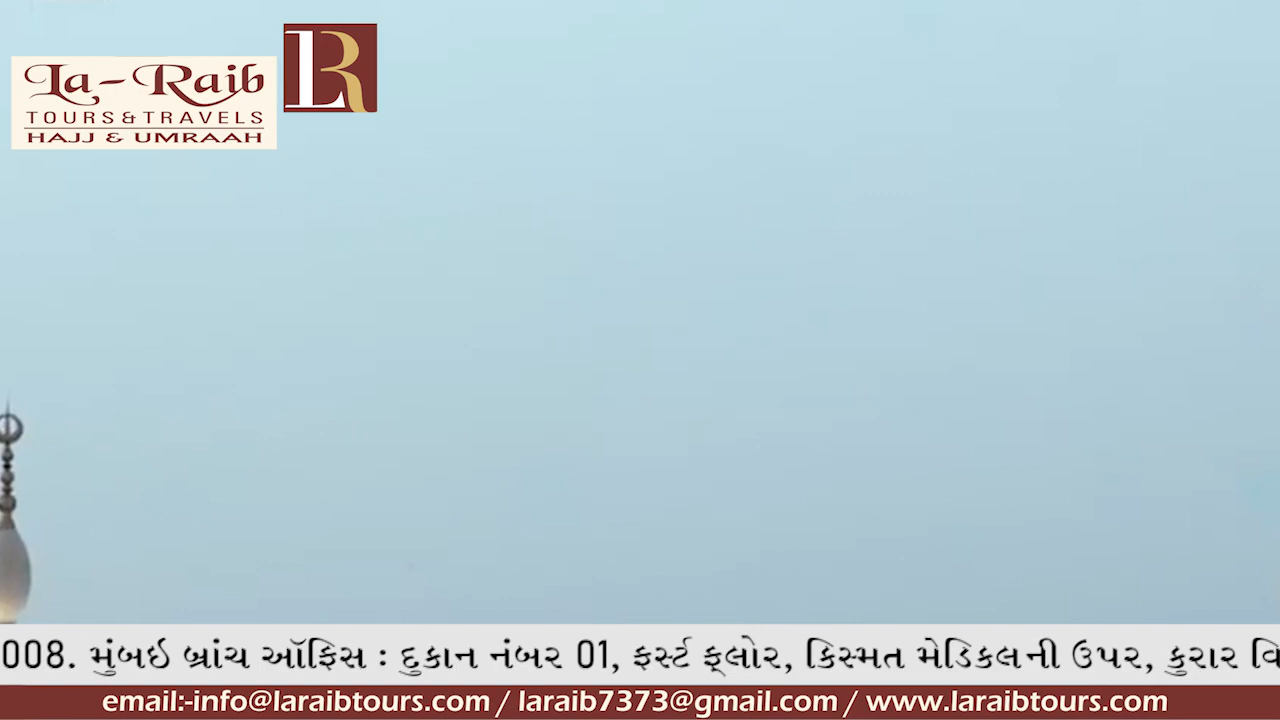 La-Raib
LR
TOURS & TRAVELS
HAJJ & UMRAAH
008. મુંબઇ બ્રાંચ ઑફિસ : દુકાન નંબર 01, ફર્સ્ટ ફ્લોર, કિસ્મત મેડિકલની ઉપર, કુરાર વિ
email:-info@laraibtours.com / laraib7373@gmail.com / www.laraibtours.com